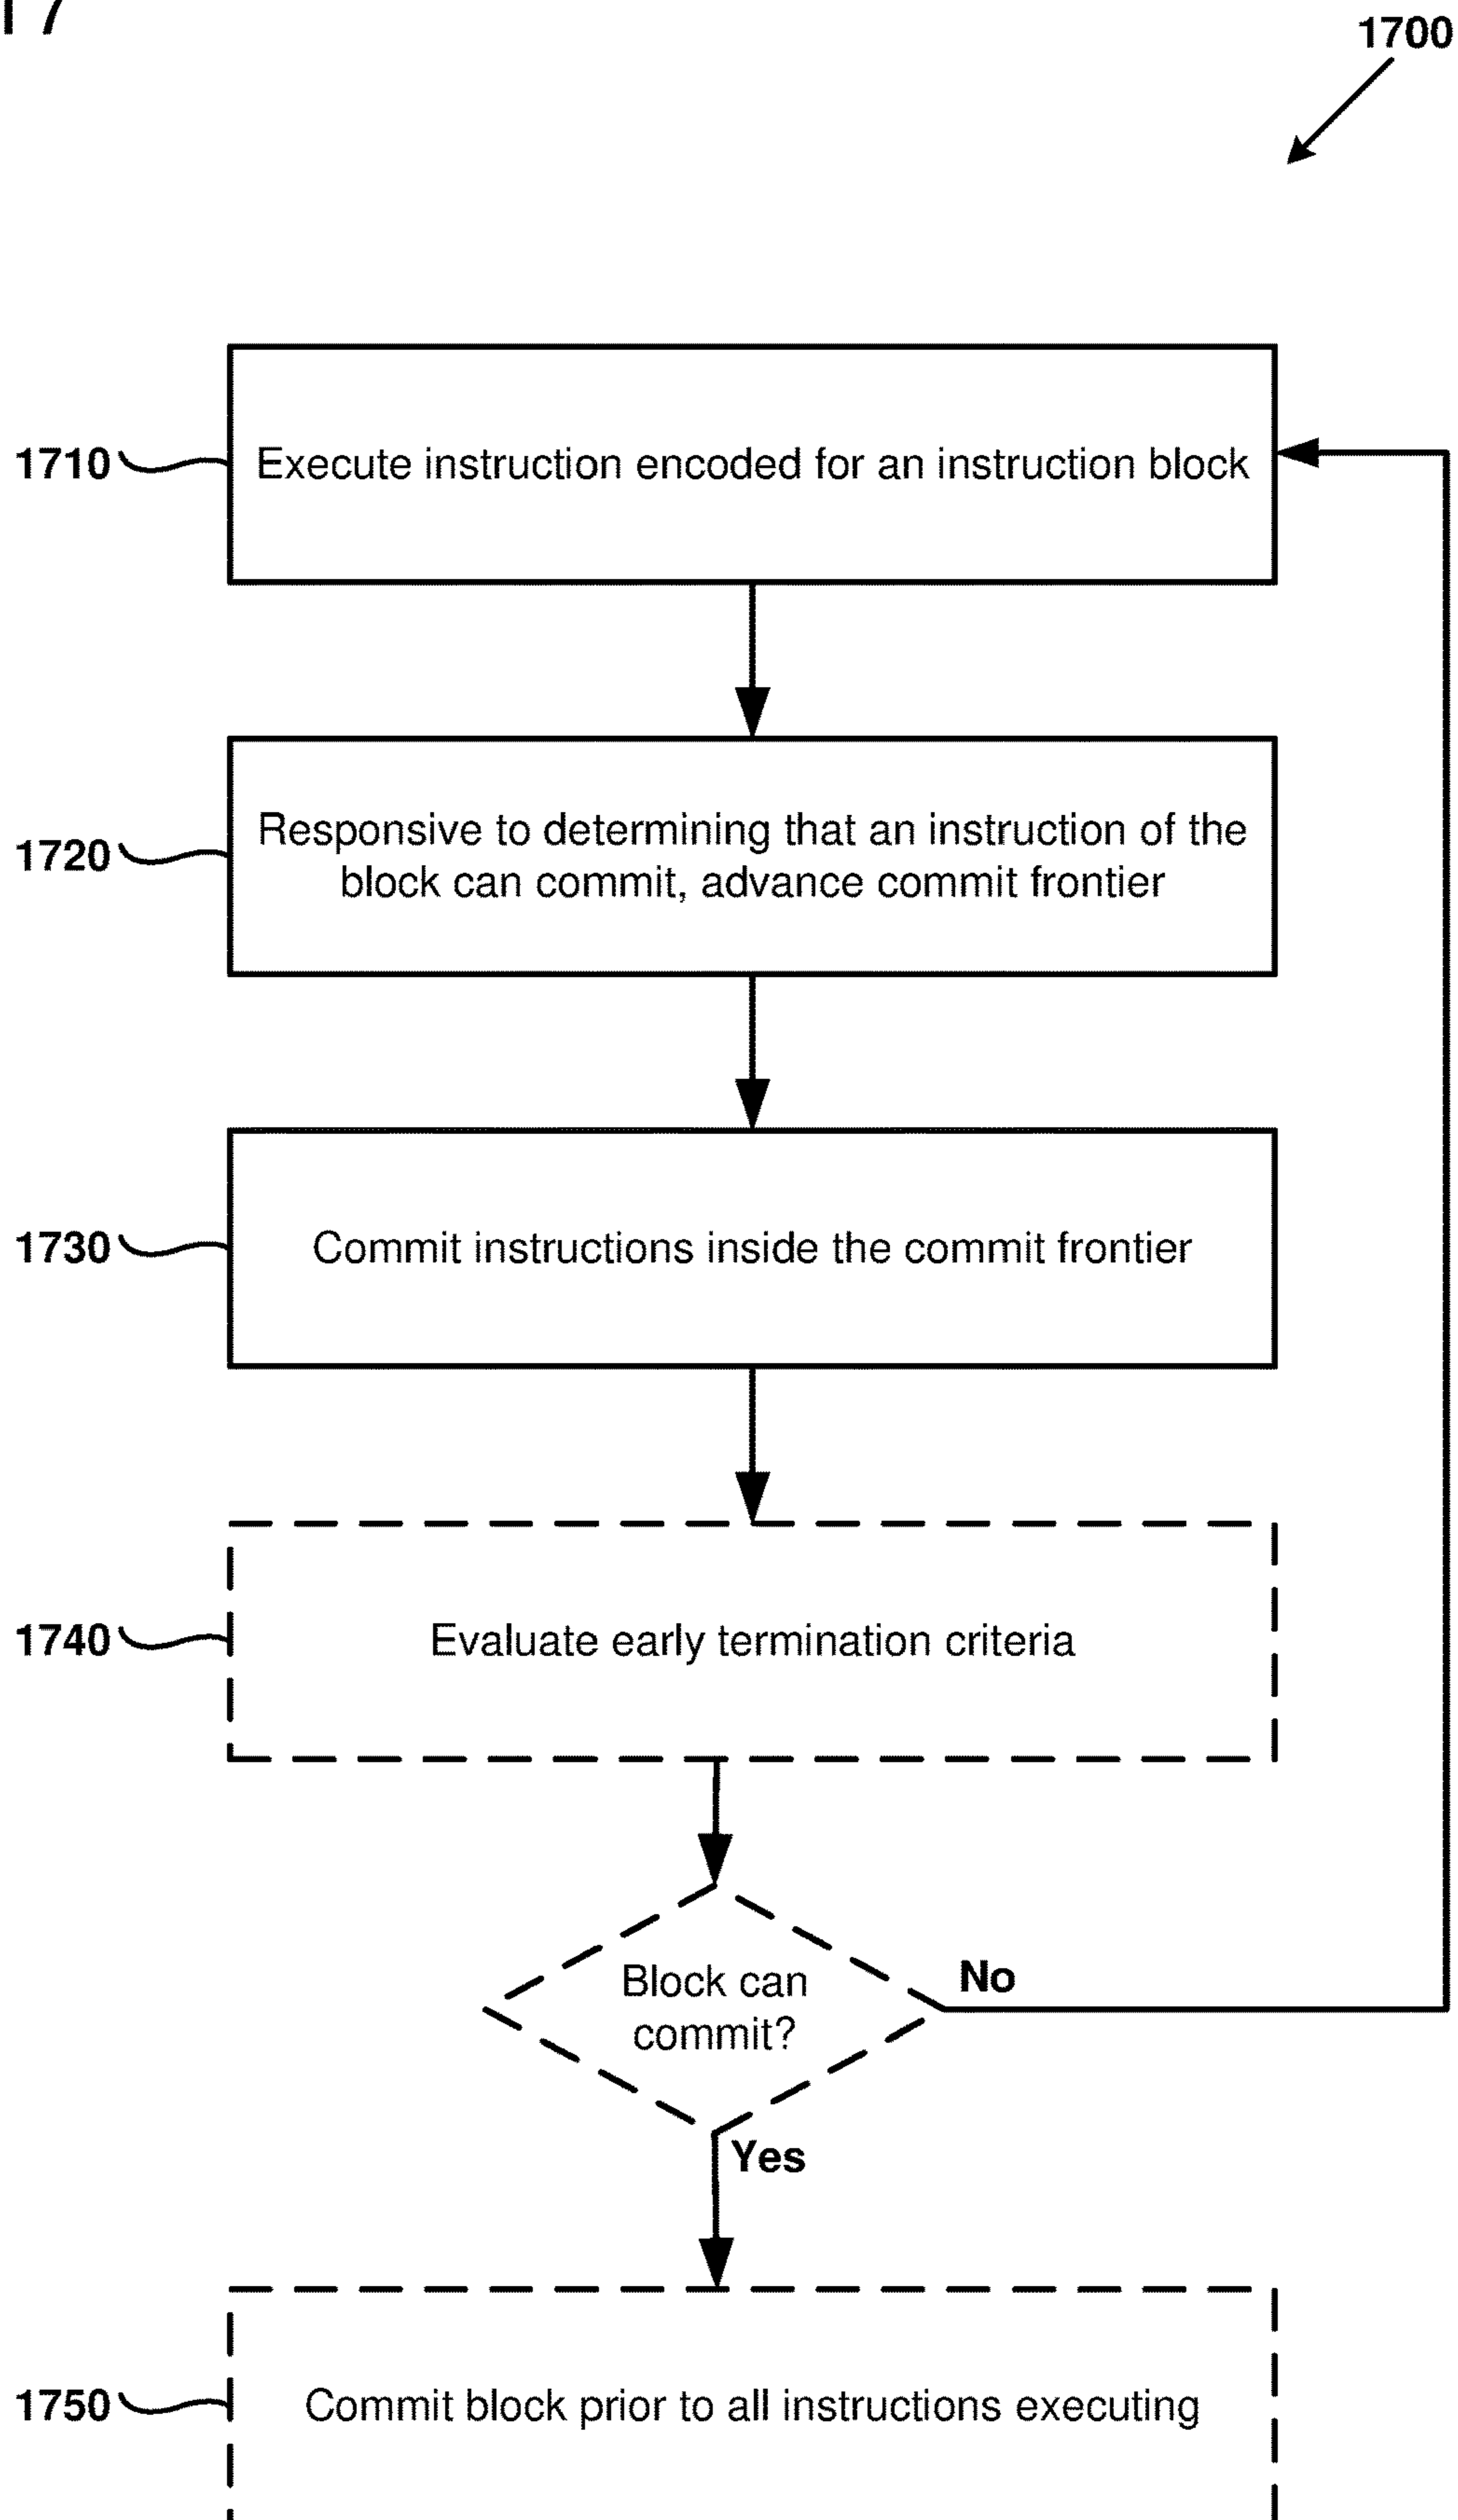 17
1700
1710
Execute instruction encoded for an instruction block
1720
Responsive to determining that an instruction of the
block can commit, advance commit frontier
1730
Commit instructions inside the commit frontier
1740
Evaluate early termination criteria
Block can
commit?
No
Yes
1750
Commit block prior to all instructions executing